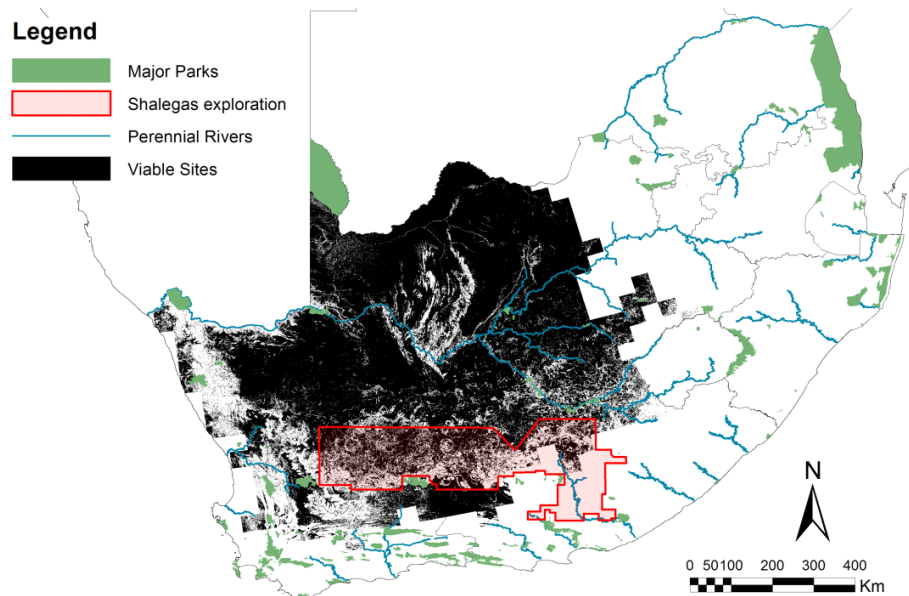 Legend
Major Parks
Shalegas exploration
Perennial Rivers
Viable Sites
N
0 50100 200 300 400
Km